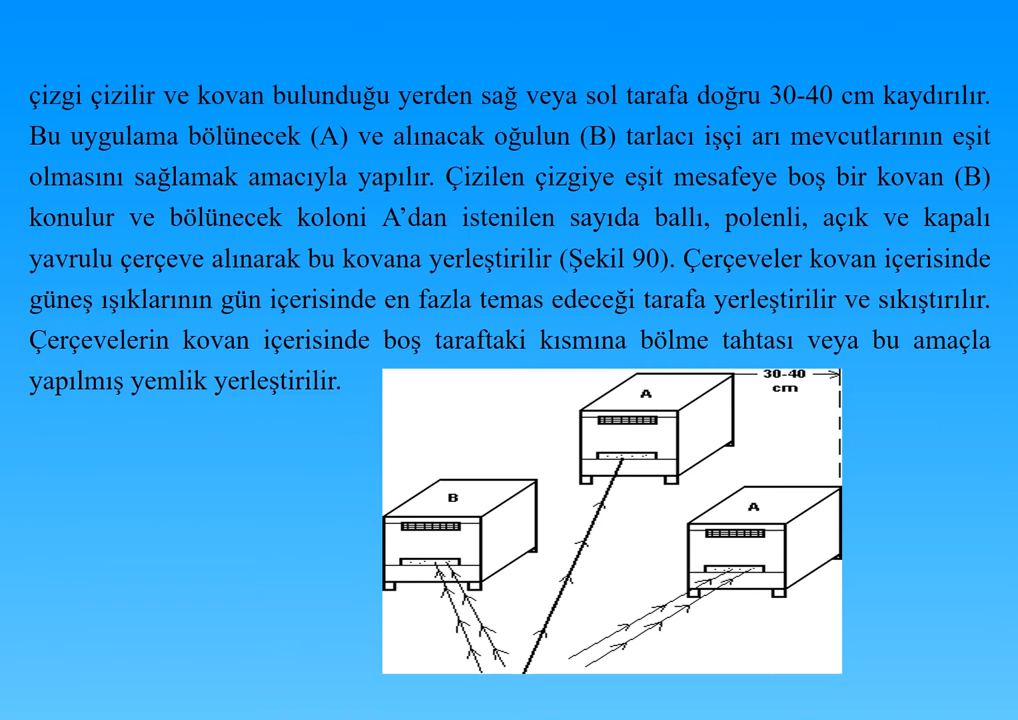 çizgi çizilir ve kovan bulunduğu yerden sağ veya sol tarafa doğru 30-40 cm kaydırılır.
Bu uygulama bölünecek (A) ve alınacak oğulun (B) tarlacı işçi arı mevcutlarının eşit
olmasını sağlamak amacıyla yapılır. Çizilen çizgiye eşit mesafeye boş bir kovan (B)
konulur ve bölünecek koloni A’dan istenilen sayıda ballı, polenli, açık ve kapalı
yavrulu çerçeve alınarak bu kovana yerleştirilir (Şekil 90). Çerçeveler kovan içerisinde
güneş ışıklarının gün içerisinde en fazla temas edeceği tarafa yerleştirilir ve sıkıştırılır.
Çerçevelerin kovan içerisinde boş taraftaki kısmına bölme tahtası veya bu amaçla
yapılmış yemlik yerleştirilir.
30-40
cm
A
B
A